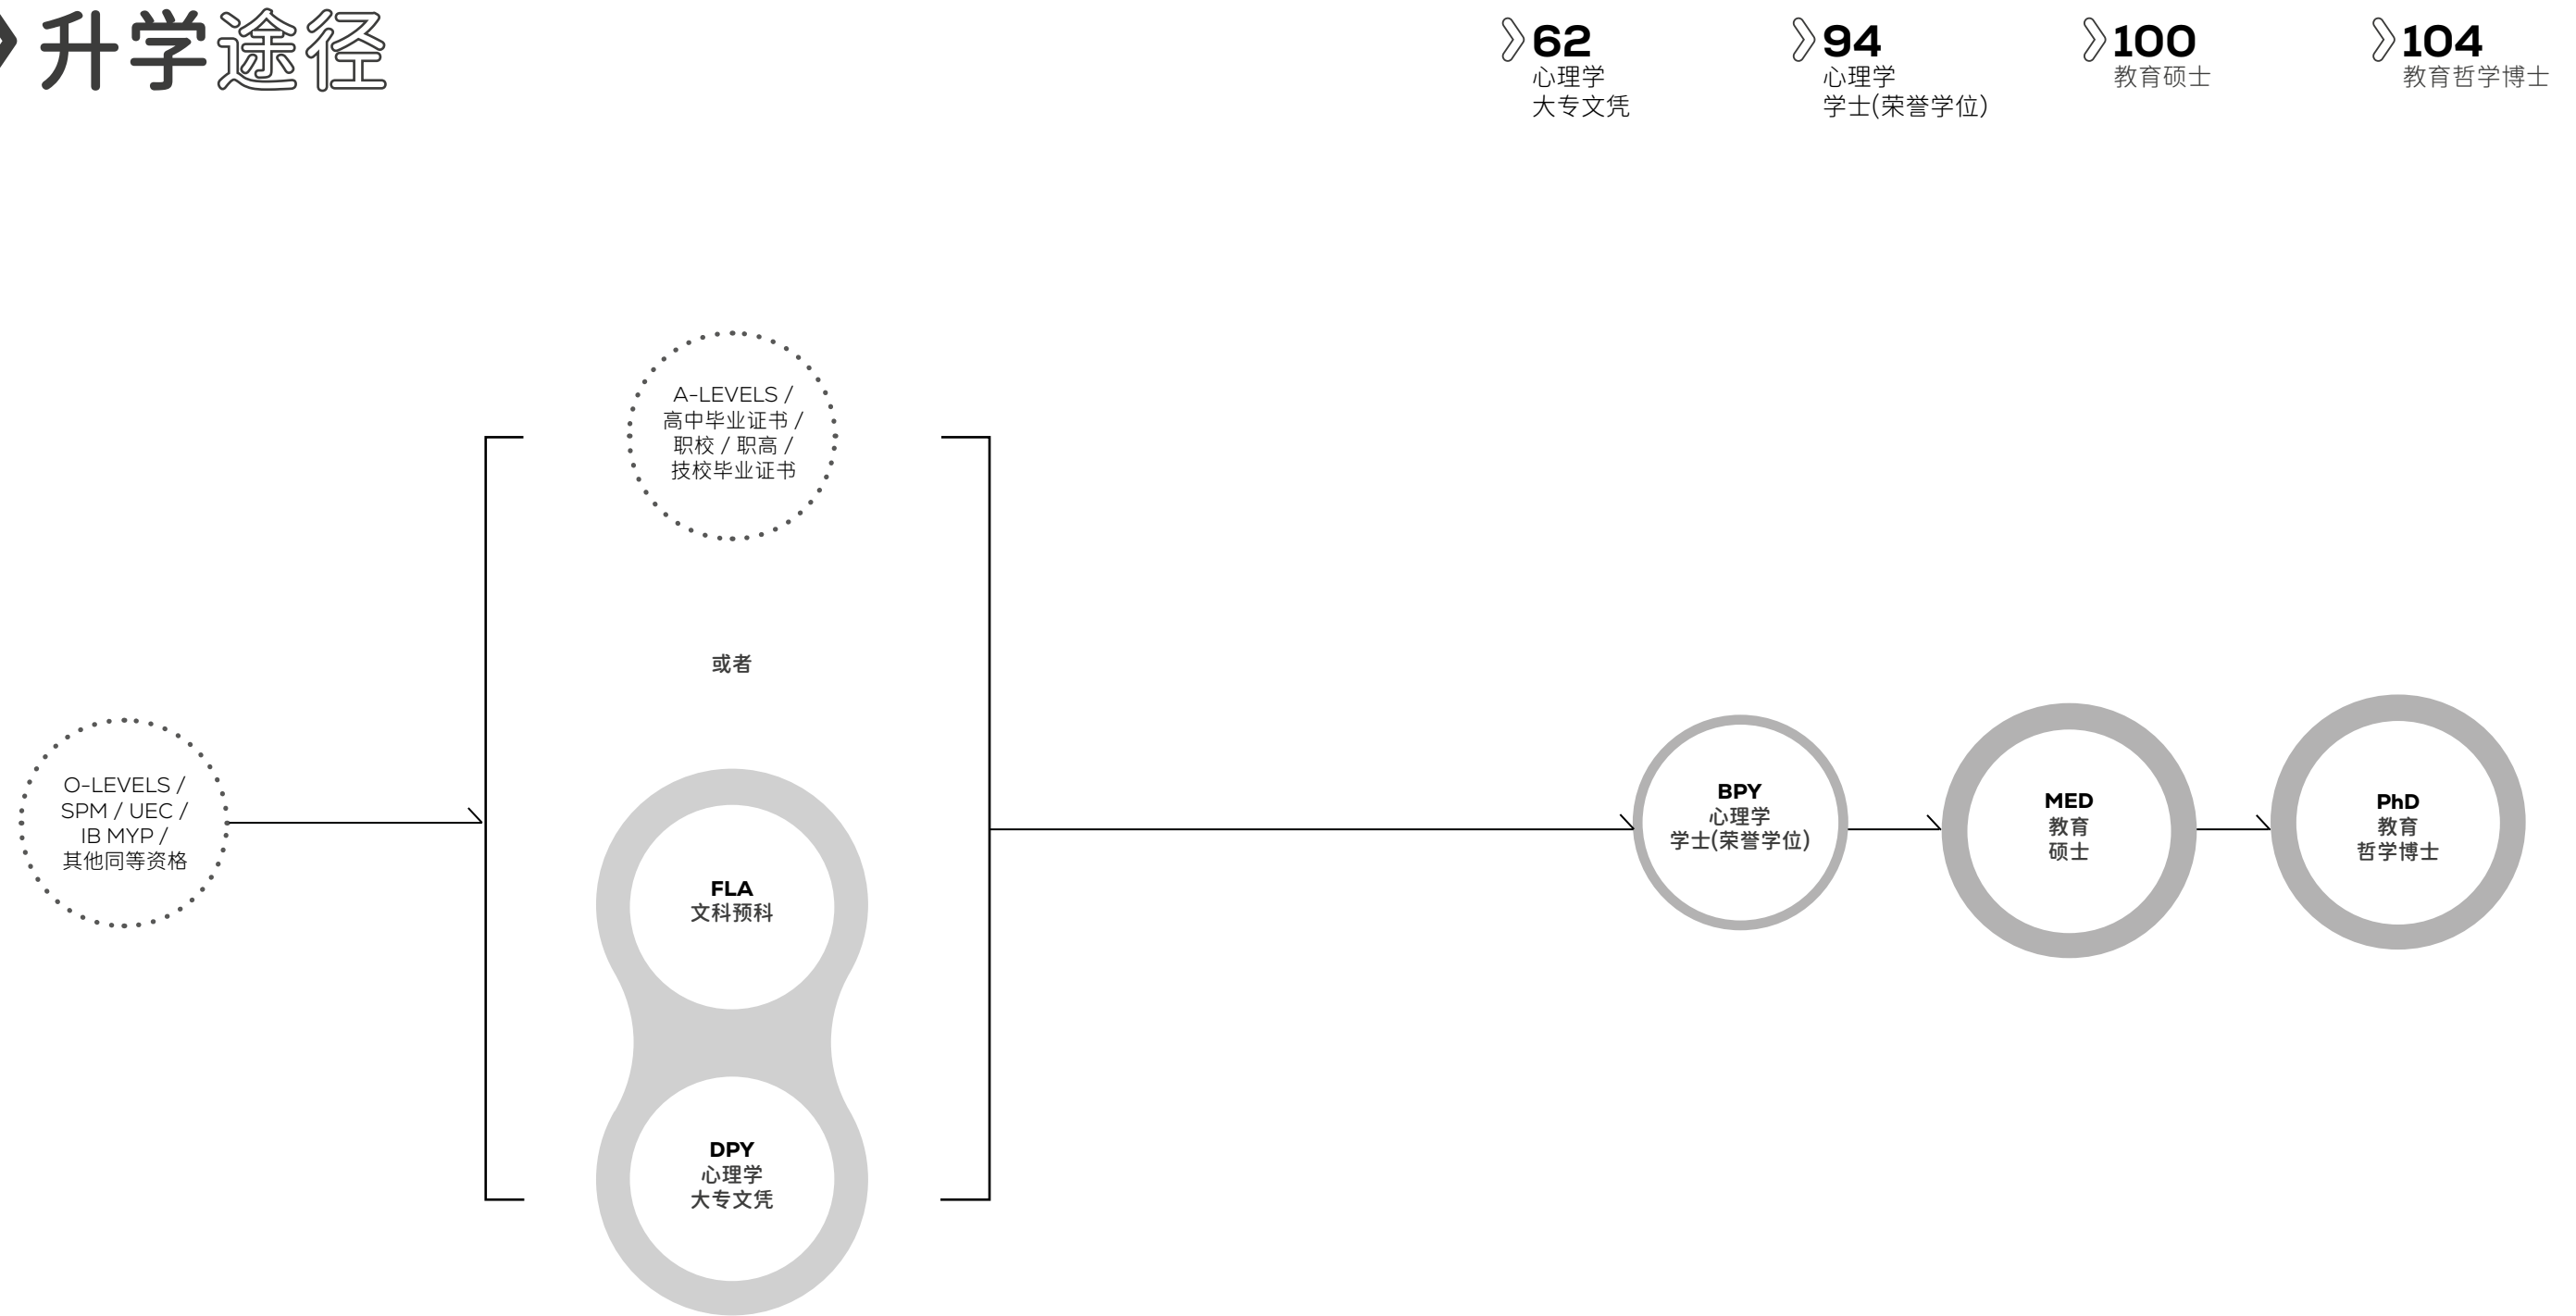 升学途径
62
心理学
大专文凭
94
心理学
学士(荣誉学位)
100
教育硕士
104
教育哲学博士
A-LEVELS /
高中毕业证书 /
职校 / 职高 /
技校毕业证书
或者
O-LEVELS /
SPM / UEC /
IB MYP /
其他同等资格
FLA
文科预科
DPY
心理学
大专文凭
BPY
心理学
学士(荣誉学位)
MED
教育
硕士
PhD
教育
哲学博士